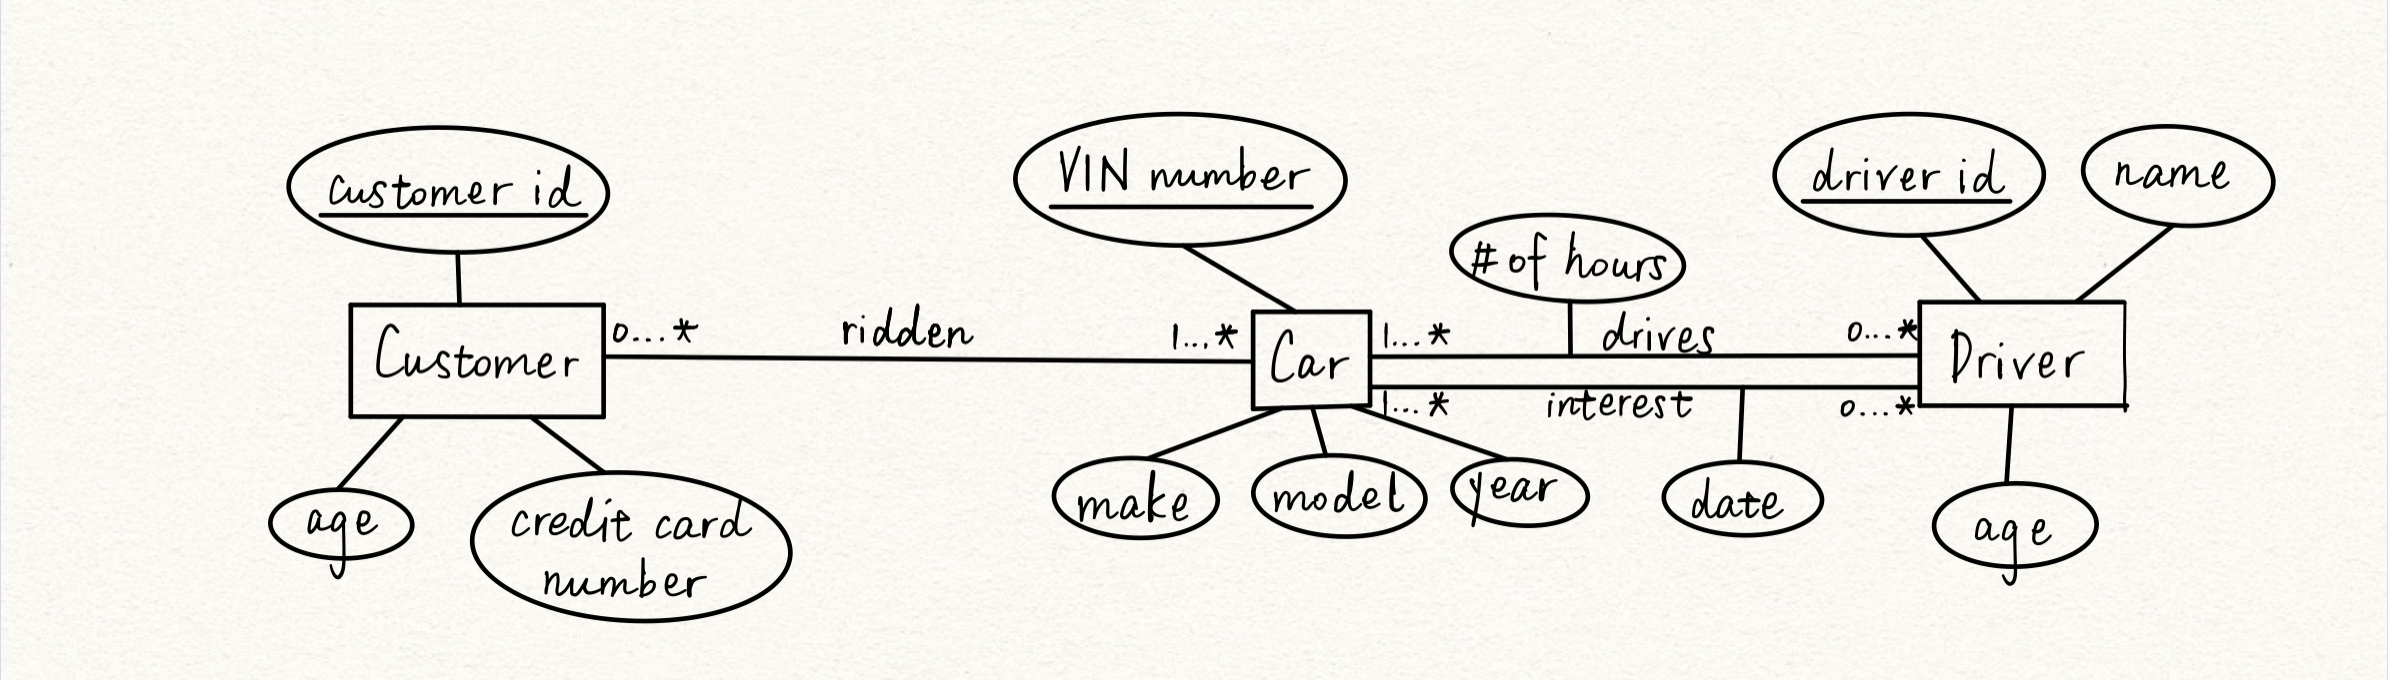 customer id
VIN number
driver id
name
# of hours
Customer
0...*
ridden
1...*
Car
1...*
drives
0...*
Driver
1...*
interest
0...*
age
credit card
number
make
model
year
date
age